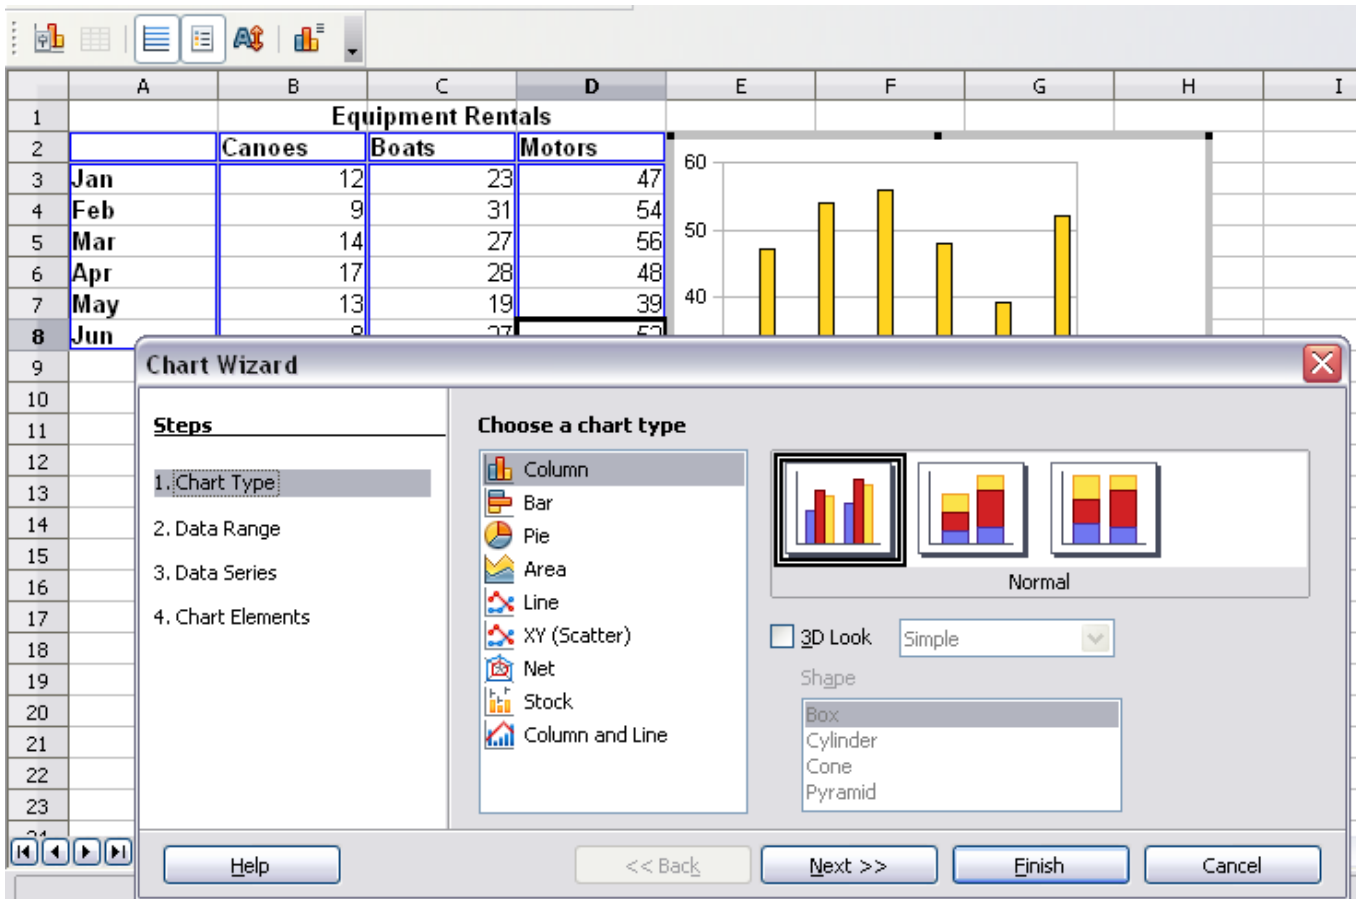 A B C D E F G H I
1 Equipment Rentals
2 Canoes Boats Motors
3 Jan 12 23 47
4 Feb 9 31 54
5 Mar 14 27 56
6 Apr 17 28 48
7 May 13 19 39
8 Jun
60
50
40
9
10
11
12
13
14
15
16
17
18
19
20
21
22
23
Chart Wizard
Steps
1. Chart Type
2. Data Range
3. Data Series
4. Chart Elements
Choose a chart type
Column
Bar
Pie
Area
Line
XY (Scatter)
Net
Stock
Column and Line
Normal
3D Look Simple
Shape
Box
Cylinder
Cone
Pyramid
Help << Back Next >> Finish Cancel